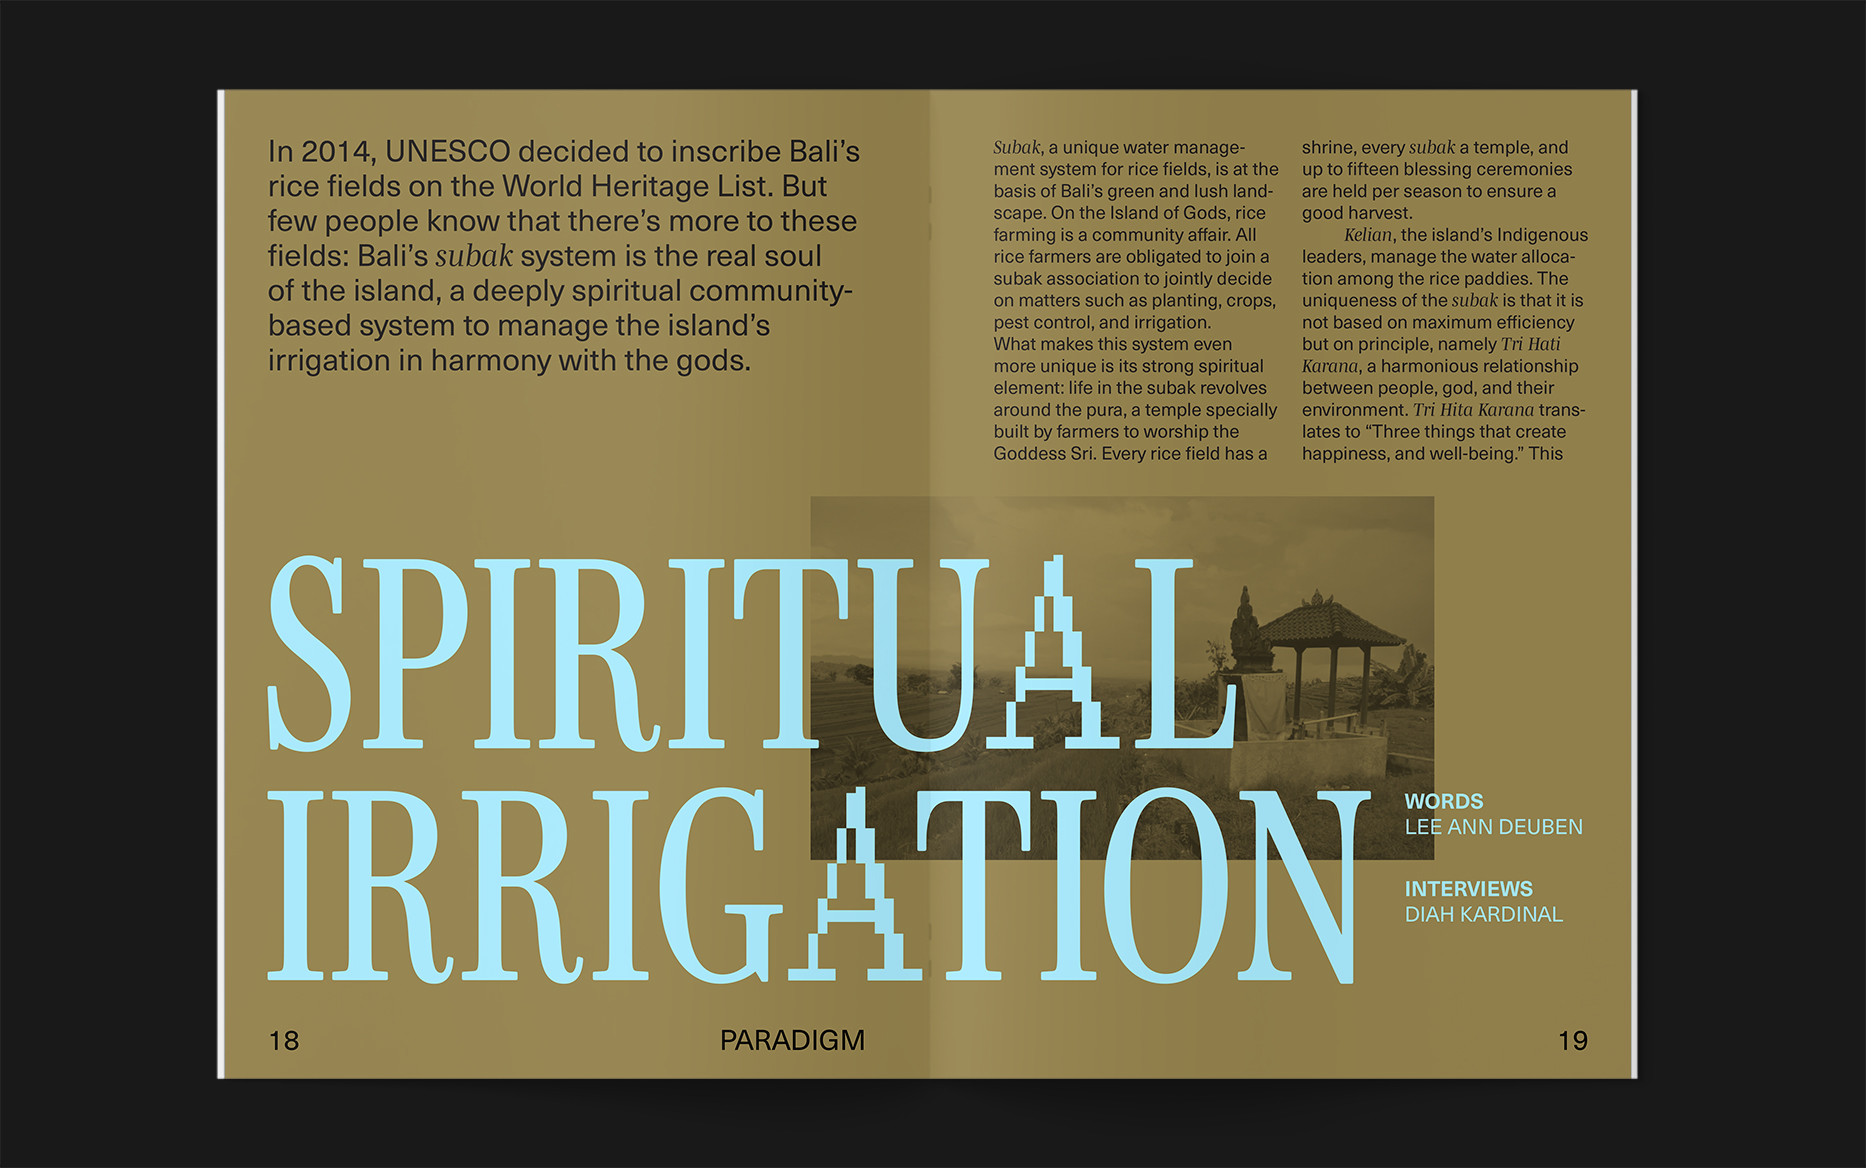 In 2014, UNESCO decided to inscribe Bali’s
rice fields on the World Heritage List. But
few people know that there’s more to these
fields: Bali’s subak system is the real soul
of the island, a deeply spiritual community-
based system to manage the island’s
irrigation in harmony with the gods.
Subak, a unique water manage-
ment system for rice fields, is at the
basis of Bali’s green and lush land-
scape. On the Island of Gods, rice
farming is a community affair. All
rice farmers are obligated to join a
subak association to jointly decide
on matters such as planting, crops,
pest control, and irrigation.
What makes this system even
more unique is its strong spiritual
element: life in the subak revolves
around the pura, a temple specially
built by farmers to worship the
Goddess Sri. Every rice field has a
shrine, every subak a temple, and
up to fifteen blessing ceremonies
are held per season to ensure a
good harvest.
Kelian, the island’s Indigenous
leaders, manage the water alloca-
tion among the rice paddies. The
uniqueness of the subak is that it is
not based on maximum efficiency
but on principle, namely Tri Hati
Karana, a harmonious relationship
between people, god, and their
environment. Tri Hita Karana trans-
lates to “Three things that create
happiness, and well-being.” This
SPIRITUAL
IRRIGATION
WORDS
LEE ANN DEUBEN
INTERVIEWS
DIAH KARDINAL
18
PARADIGM
19